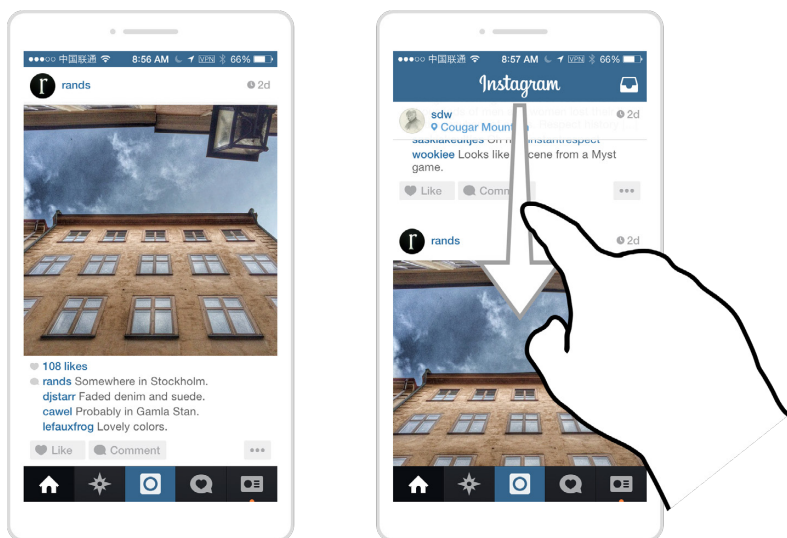 中国联通 8:56 AM VPN 66%
rands 2d
108 likes
rands Somewhere in Stockholm.
djstarr Faded denim and suede.
cawel Probably in Gamla Stan.
lefauxfrog Lovely colors.
Like Comment
中国联通 8:57 AM VPN 66%
Instagram
sdw 2d
Cougar Mount
wookiee Looks like cene from a Myst
game.
Like Comm
rands 2d